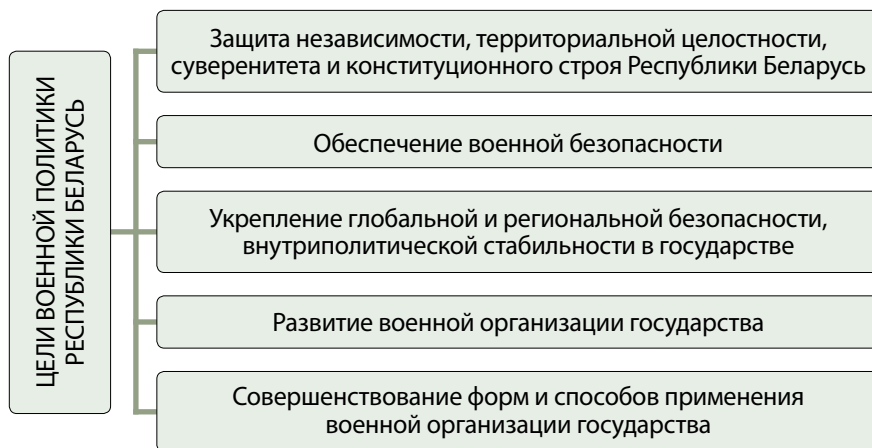 ЦЕЛИ ВОЕННОЙ ПОЛИТИКИ
РЕСПУБЛИКИ БЕЛАРУСЬ
Защита независимости, территориальной целостности,
суверенитета и конституционного строя Республики Беларусь
Обеспечение военной безопасности
Укрепление глобальной и региональной безопасности,
внутриполитической стабильности в государстве
Развитие военной организации государства
Совершенствование форм и способов применения
военной организации государства